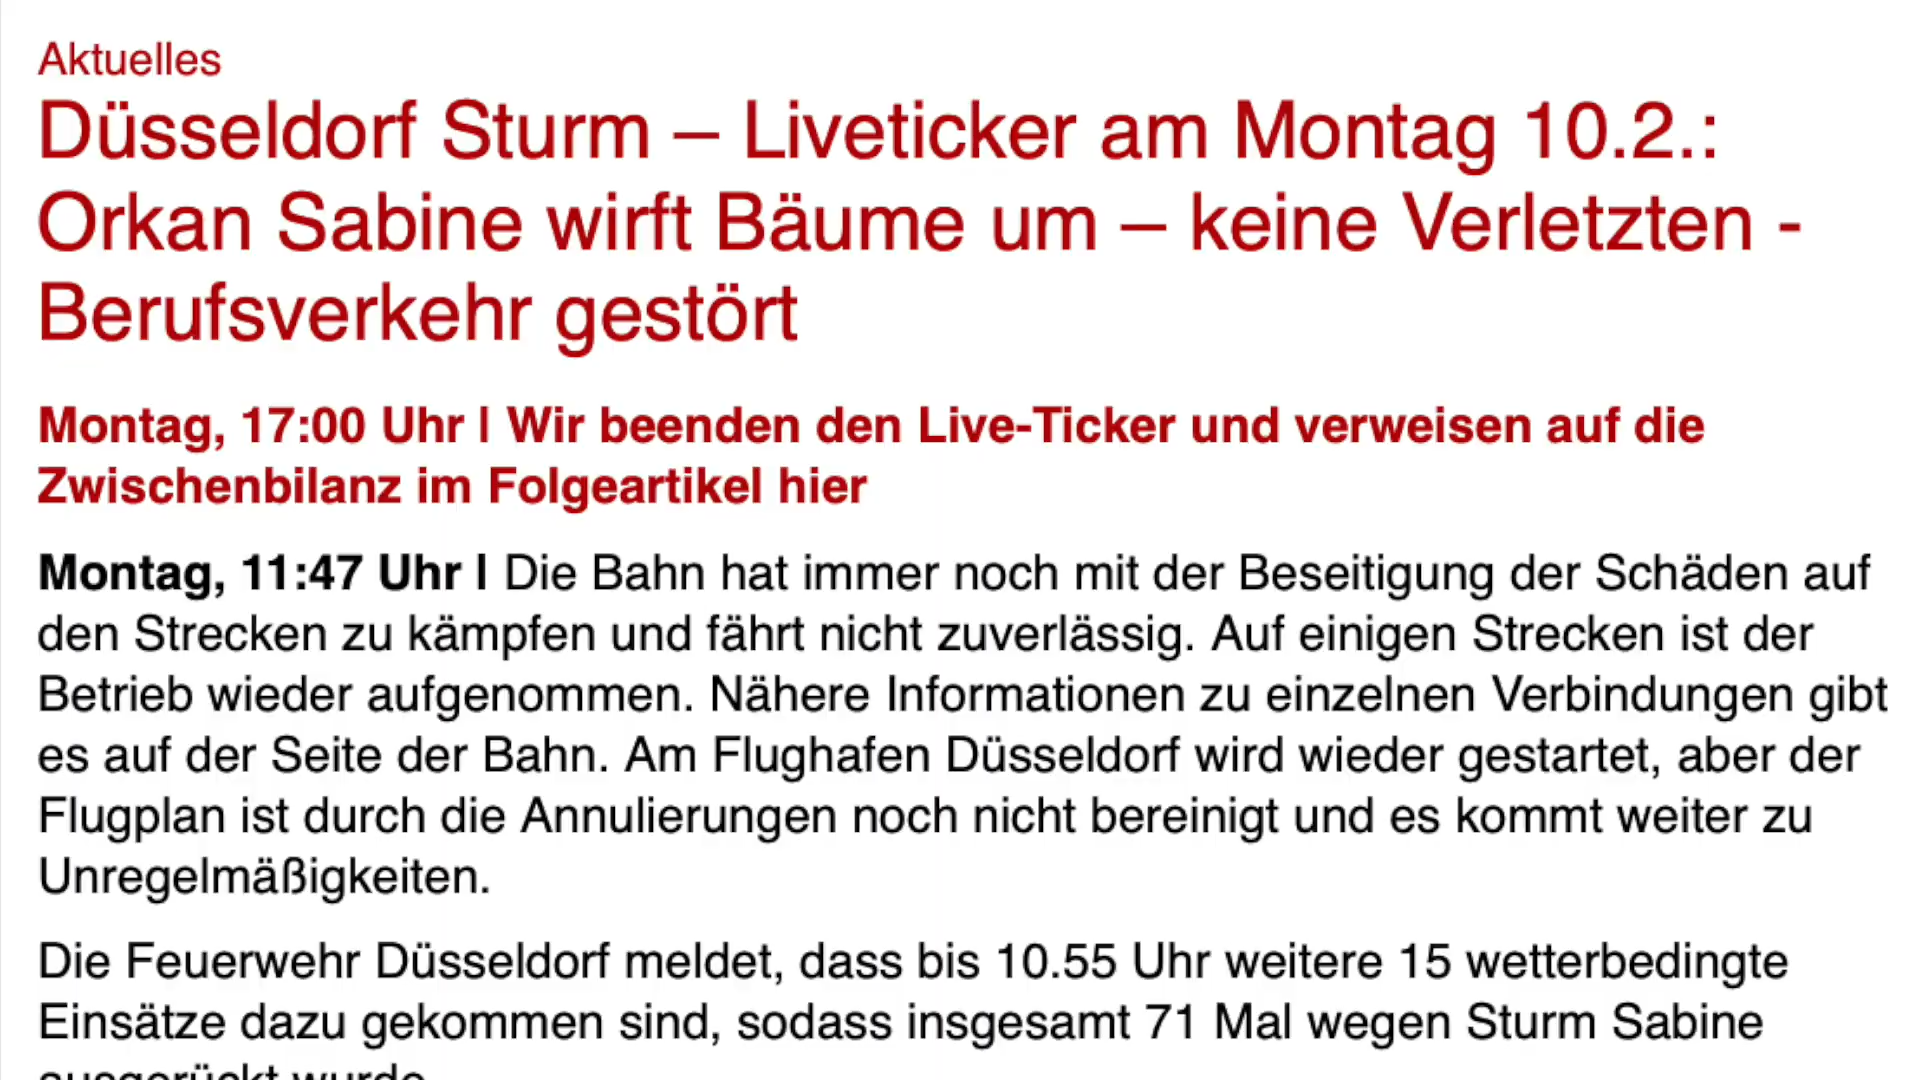 Aktuelles
Düsseldorf Sturm – Liveticker am Montag 10.2.:
Orkan Sabine wirft Bäume um – keine Verletzten -
Berufsverkehr gestört
Montag, 17:00 Uhr I Wir beenden den Live-Ticker und verweisen auf die
Zwischenbilanz im Folgeartikel hier
Montag, 11:47 Uhr I Die Bahn hat immer noch mit der Beseitigung der Schäden auf
den Strecken zu kämpfen und fährt nicht zuverlässig. Auf einigen Strecken ist der
Betrieb wieder aufgenommen. Nähere Informationen zu einzelnen Verbindungen gibt
es auf der Seite der Bahn. Am Flughafen Düsseldorf wird wieder gestartet, aber der
Flugplan ist durch die Annulierungen noch nicht bereinigt und es kommt weiter zu
Unregelmäßigkeiten.
Die Feuerwehr Düsseldorf meldet, dass bis 10.55 Uhr weitere 15 wetterbedingte
Einsätze dazu gekommen sind, sodass insgesamt 71 Mal wegen Sturm Sabine
ausgerückt wurde.